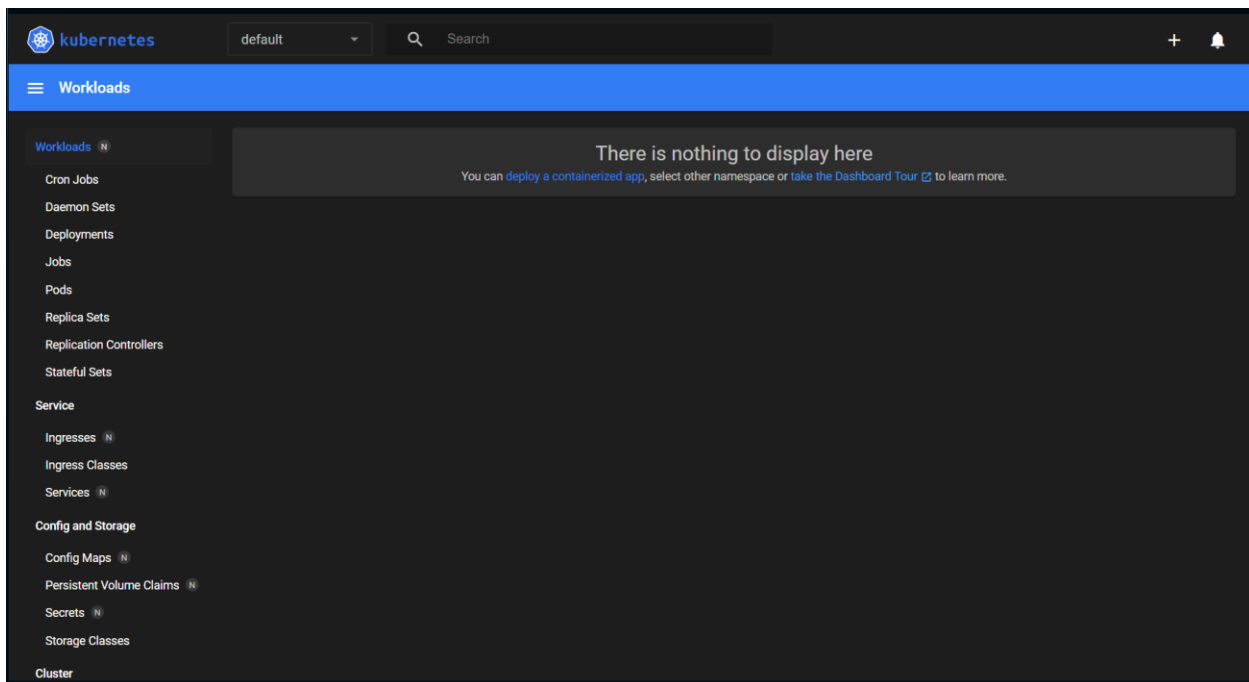 kubernetes default Search
Workloads
Workloads N
There is nothing to display here
You can deploy a containerized app, select other namespace or take the Dashboard Tour to learn more.
Cron Jobs
Daemon Sets
Deployments
Jobs
Pods
Replica Sets
Replication Controllers
Stateful Sets
Service
Ingresses N
Ingress Classes
Services N
Config and Storage
Config Maps N
Persistent Volume Claims N
Secrets N
Storage Classes
Cluster